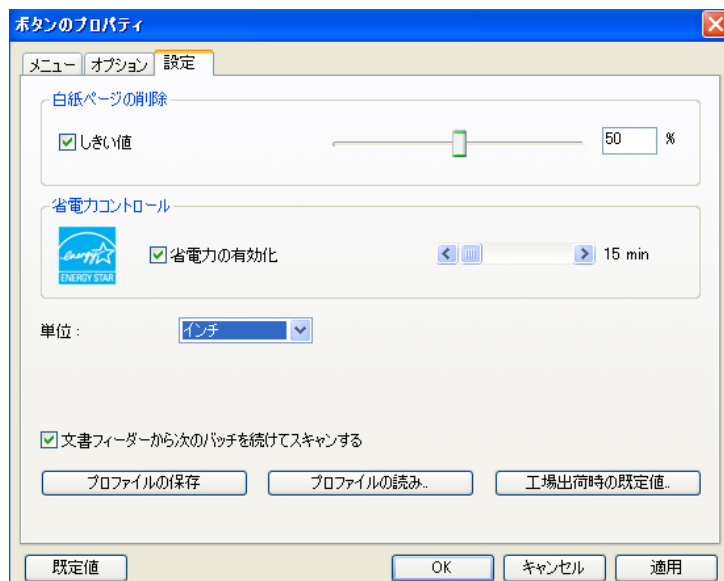 ボタンのプロパティ
メニュー オプション 設定
白紙ページの削除
しきい値 50 %
省電力コントロール
energy
ENERGY STAR
省電力の有効化 15 min
単位： インチ
文書フィーダーから次のバッチを続けてスキャンする
プロファイルの保存 プロファイルの読み.. 工場出荷時の既定値..
既定値 OK キャンセル 適用